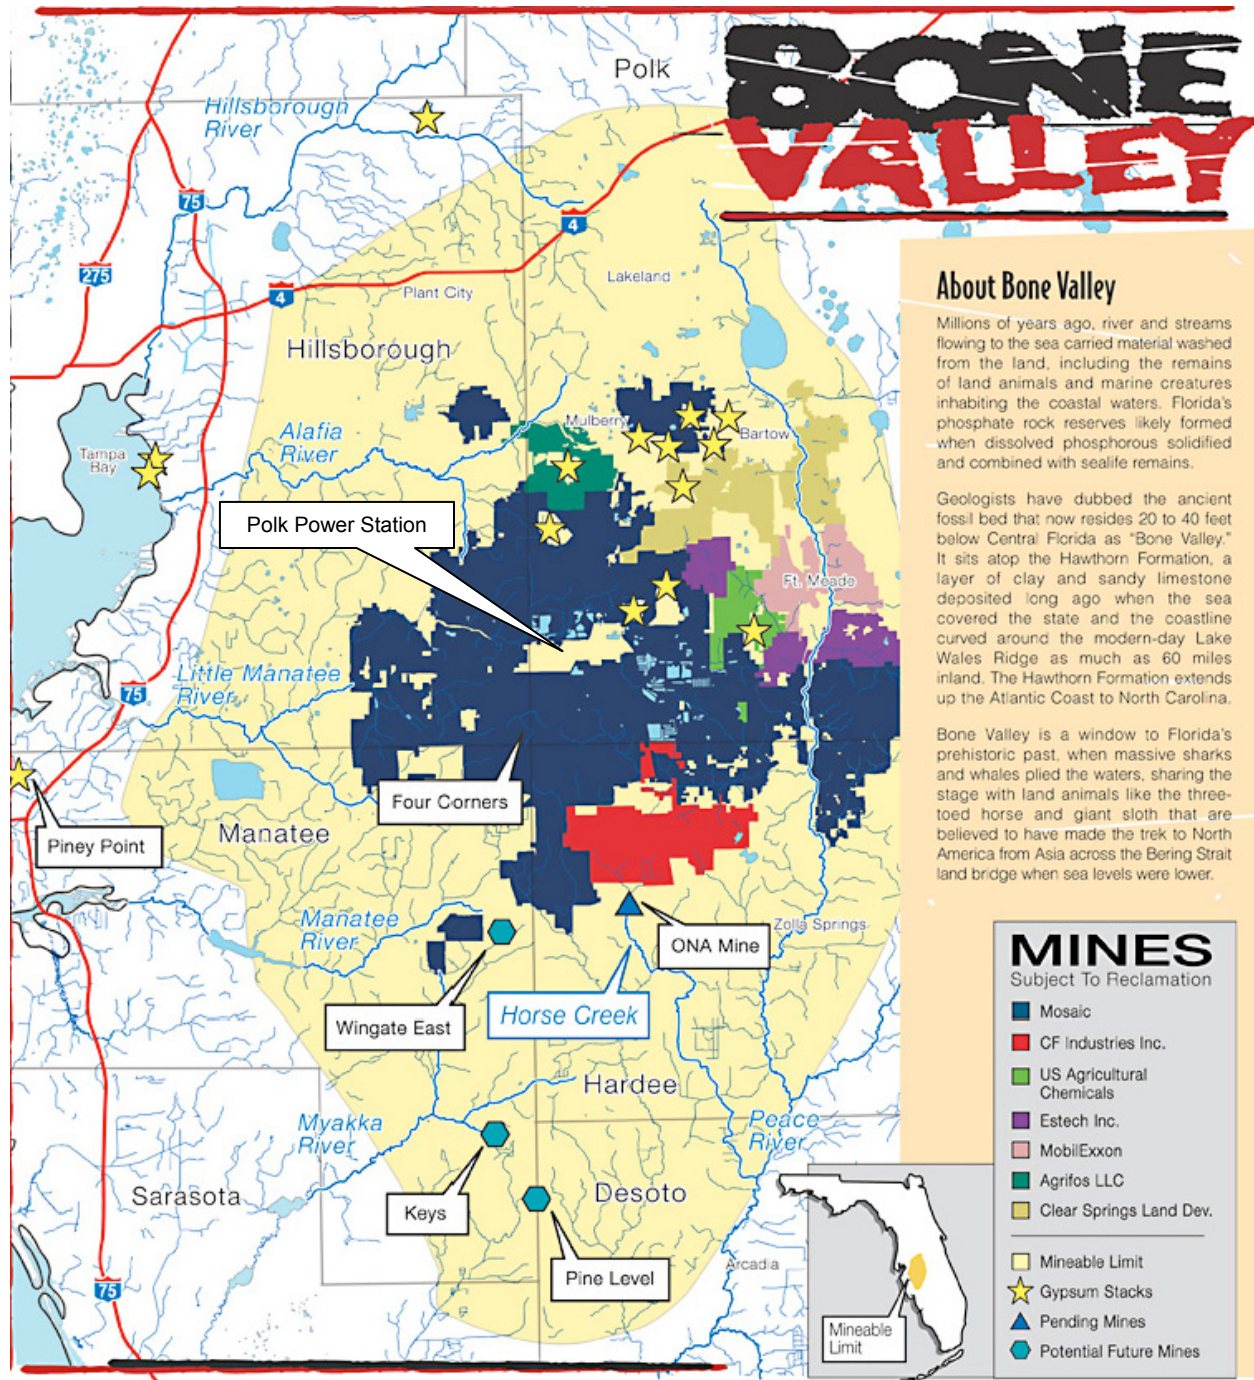 BONE
VALLEY
Polk
Hillsborough
River
75
4
275
Lakeland
4
Plant City
Hillsborough
Mulberry
Bartow
Alafia
River
Tampa
Bay
Polk Power Station
Ft. Meade
Little Manatee
River
75
Four Corners
Piney Point
Manatee
Manatee
River
ONA Mine
Zolla Springs
Wingate East
Horse Creek
Hardee
Myakka
River
Peace
River
Sarasota
Keys
Desoto
Pine Level
Arcadia
75
About Bone Valley
Millions of years ago, river and streams
flowing to the sea carried material washed
from the land, including the remains
of land animals and marine creatures
inhabiting the coastal waters. Florida's
phosphate rock reserves likely formed
when dissolved phosphorous solidified
and combined with sealife remains.
Geologists have dubbed the ancient
fossil bed that now resides 20 to 40 feet
below Central Florida as “Bone Valley.”
It sits atop the Hawthorn Formation, a
layer of clay and sandy limestone
deposited long ago when the sea
covered the state and the coastline
curved around the modern-day Lake
Wales Ridge as much as 60 miles
inland. The Hawthorn Formation extends
up the Atlantic Coast to North Carolina.
Bone Valley is a window to Florida's
prehistoric past, when massive sharks
and whales plied the waters, sharing the
stage with land animals like the three-
toed horse and giant sloth that are
believed to have made the trek to North
America from Asia across the Bering Strait
land bridge when sea levels were lower.
MINES
Subject To Reclamation
Mosaic
CF Industries Inc.
US Agricultural
Chemicals
Estech Inc.
MobilExxon
Agrifos LLC
Clear Springs Land Dev.
Mineable Limit
Gypsum Stacks
Pending Mines
Potential Future Mines
Mineable
Limit